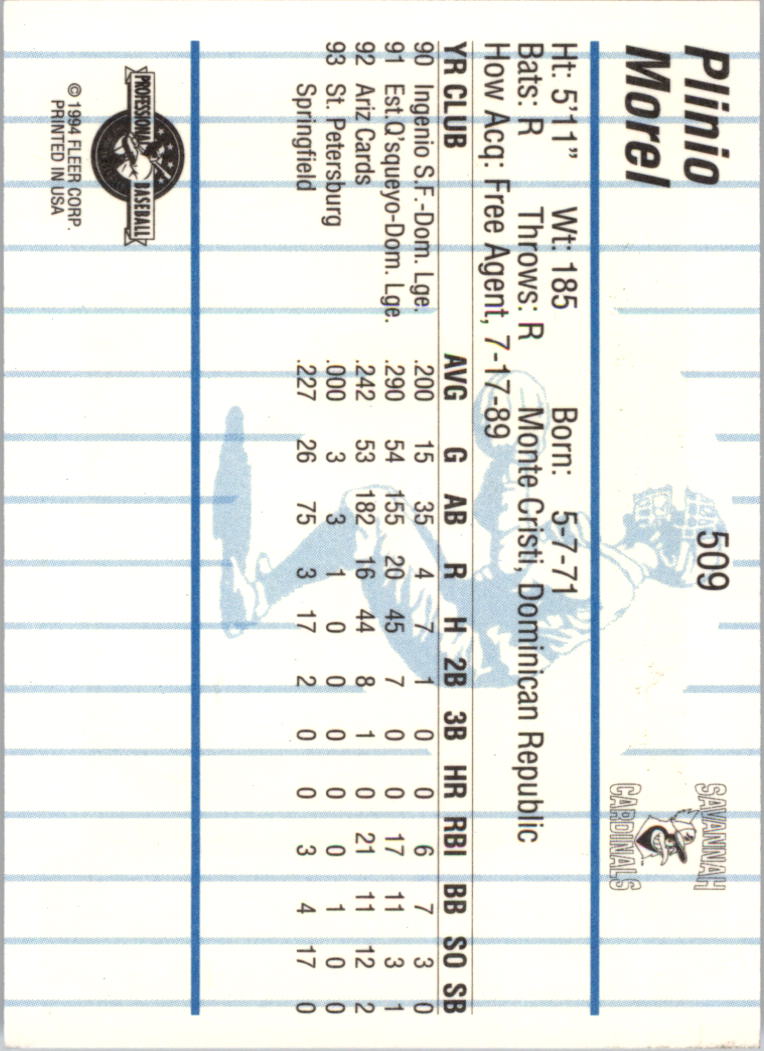 Plinio
Morel
509
SAVANNAH
CARDINALS
Ht: 5'11" Wt: 185 Born: 5-7-71
Bats: R Throws: R Monte Cristi, Dominican Republic
How Acq: Free Agent, 7-17-89
YR CLUB AVG G AB R H 2B 3B HR RBI BB SO SB
90 Ingenio S.F.-Dom. Lge. .200 15 35 4 7 1 0 0 6 7 3 0
91 Est.Q'squeyo-Dom. Lge. .290 54 155 20 45 7 0 0 17 11 3 1
92 Ariz Cards .242 53 182 16 44 8 1 0 21 11 12 2
93 St. Petersburg .000 3 3 1 0 0 0 0 0 1 0 0
Springfield .227 26 75 3 17 2 0 0 3 4 17 0
PROFESSIONAL BASEBALL
© 1994 FLEER CORP.
PRINTED IN USA